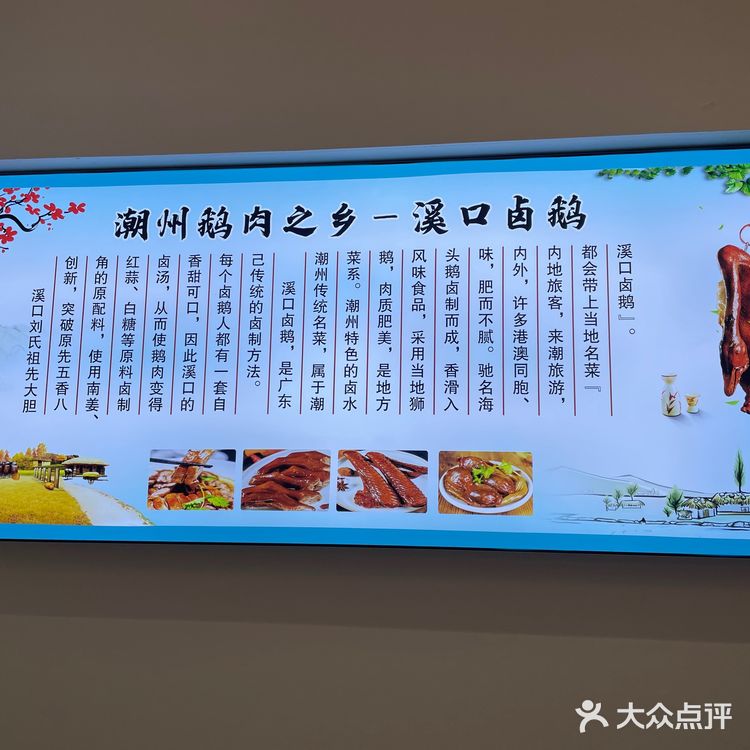 潮州鹅肉之乡－溪口卤鹅
溪口刘氏祖先大胆
创新，突破原先五香八
角的原配料，使用南姜、
红蒜、白糖等原料卤制
卤汤，从而使鹅肉变得
香甜可口，因此溪口的
每个卤鹅人都有一套自
己传统的卤制方法。
溪口卤鹅，是广东
潮州传统名菜，属于潮
菜系。潮州特色的卤水
鹅，肉质肥美，是地方
风味食品，采用当地狮
头鹅卤制而成，香滑入
味，肥而不腻。驰名海
内外，许多港澳同胞、
内地旅客，来潮旅游，
都会带上当地名菜『
溪口卤鹅』。
大众点评